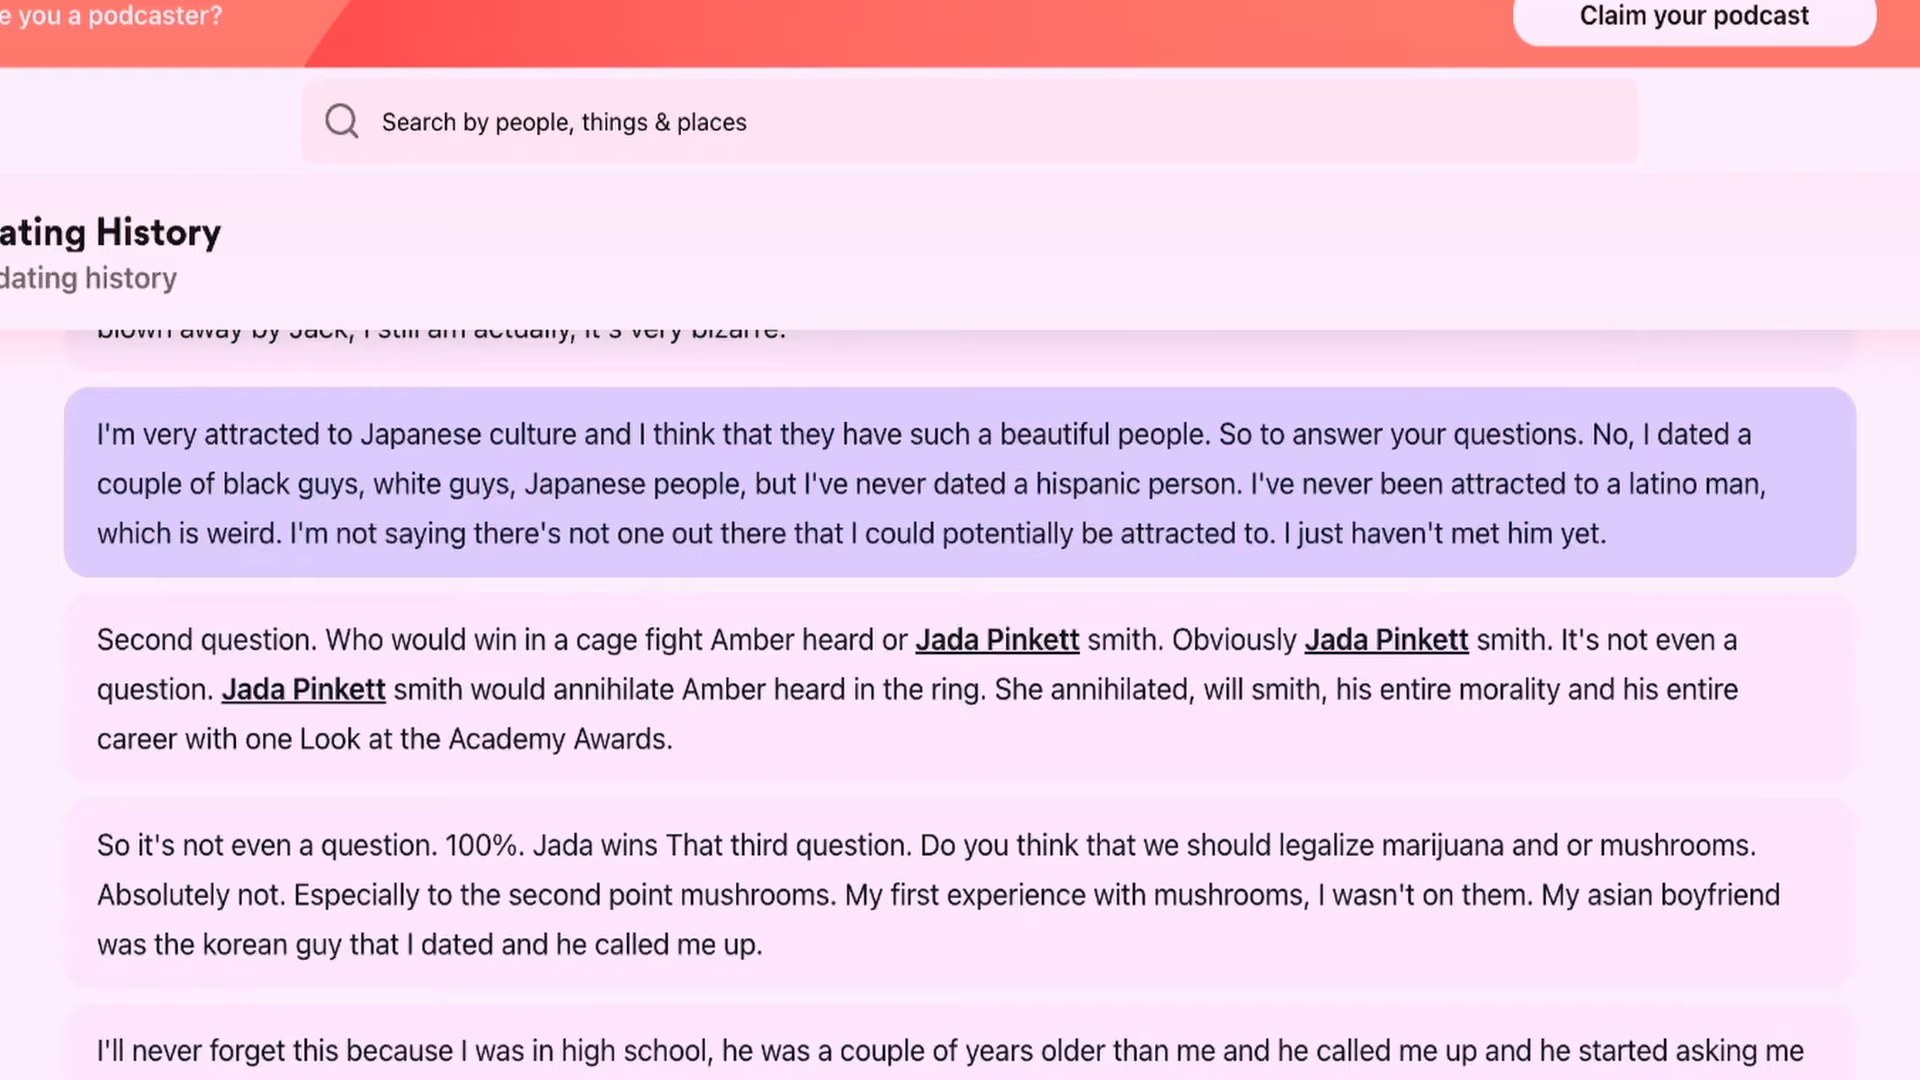 e you a podcaster?
Claim your podcast
Search by people, things & places
ating History
dating history
blown away by Jack, I still am actually, it's very bizarre.
I'm very attracted to Japanese culture and I think that they have such a beautiful people. So to answer your questions. No, I dated a
couple of black guys, white guys, Japanese people, but I've never dated a hispanic person. I've never been attracted to a latino man,
which is weird. I'm not saying there's not one out there that I could potentially be attracted to. I just haven't met him yet.
Second question. Who would win in a cage fight Amber heard or Jada Pinkett smith. Obviously Jada Pinkett smith. It's not even a
question. Jada Pinkett smith would annihilate Amber heard in the ring. She annihilated, will smith, his entire morality and his entire
career with one Look at the Academy Awards.
So it's not even a question. 100%. Jada wins That third question. Do you think that we should legalize marijuana and or mushrooms.
Absolutely not. Especially to the second point mushrooms. My first experience with mushrooms, I wasn't on them. My asian boyfriend
was the korean guy that I dated and he called me up.
I'll never forget this because I was in high school, he was a couple of years older than me and he called me up and he started asking me